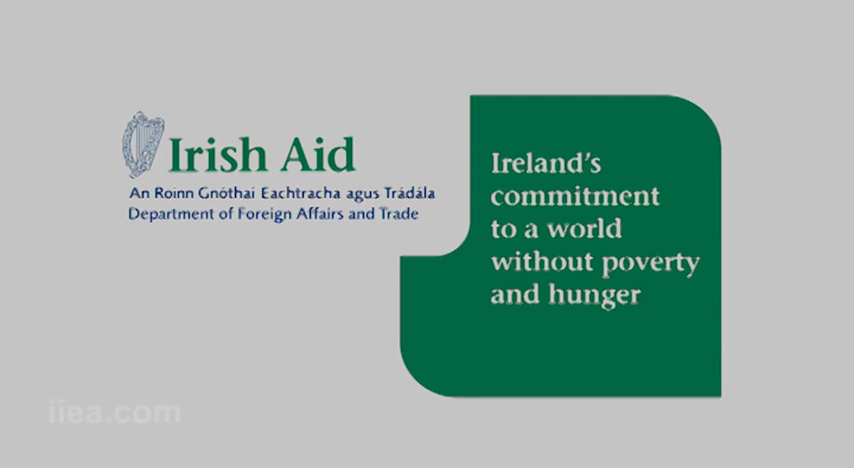 Irish Aid
An Roinn Gnóthaí Eachtracha agus Trádála
Department of Foreign Affairs and Trade
Ireland's
commitment
to a world
without poverty
and hunger
iiea.com